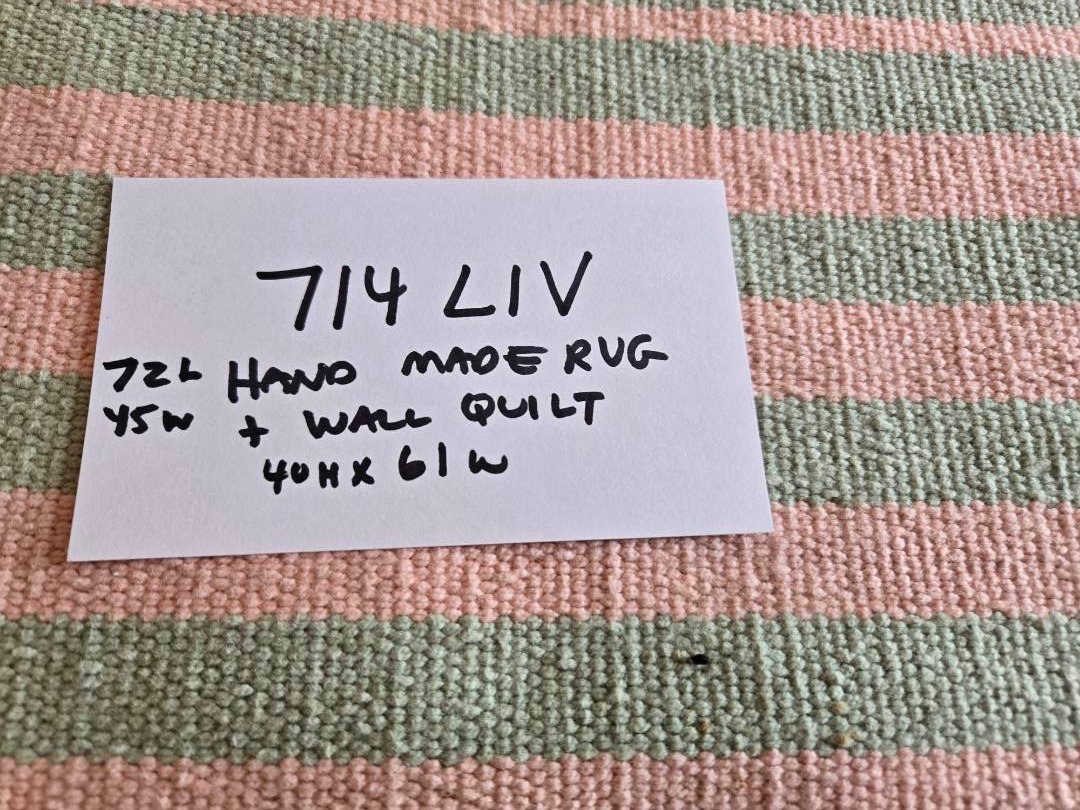 714 LIV
72L HAND MADE RUG
45W + WALL QUILT
40H X 61W